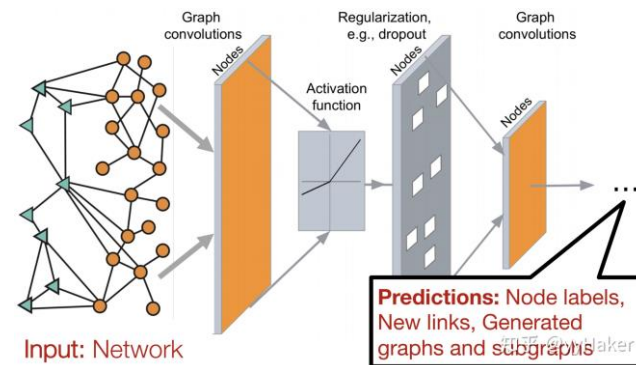 Graph
convolutions
Nodes
Activation
function
Regularization,
e.g., dropout
Nodes
Graph
convolutions
Nodes
...
Input: Network
Predictions: Node labels,
New links, Generated
graphs and subgraphs
知乎 @yyHaker